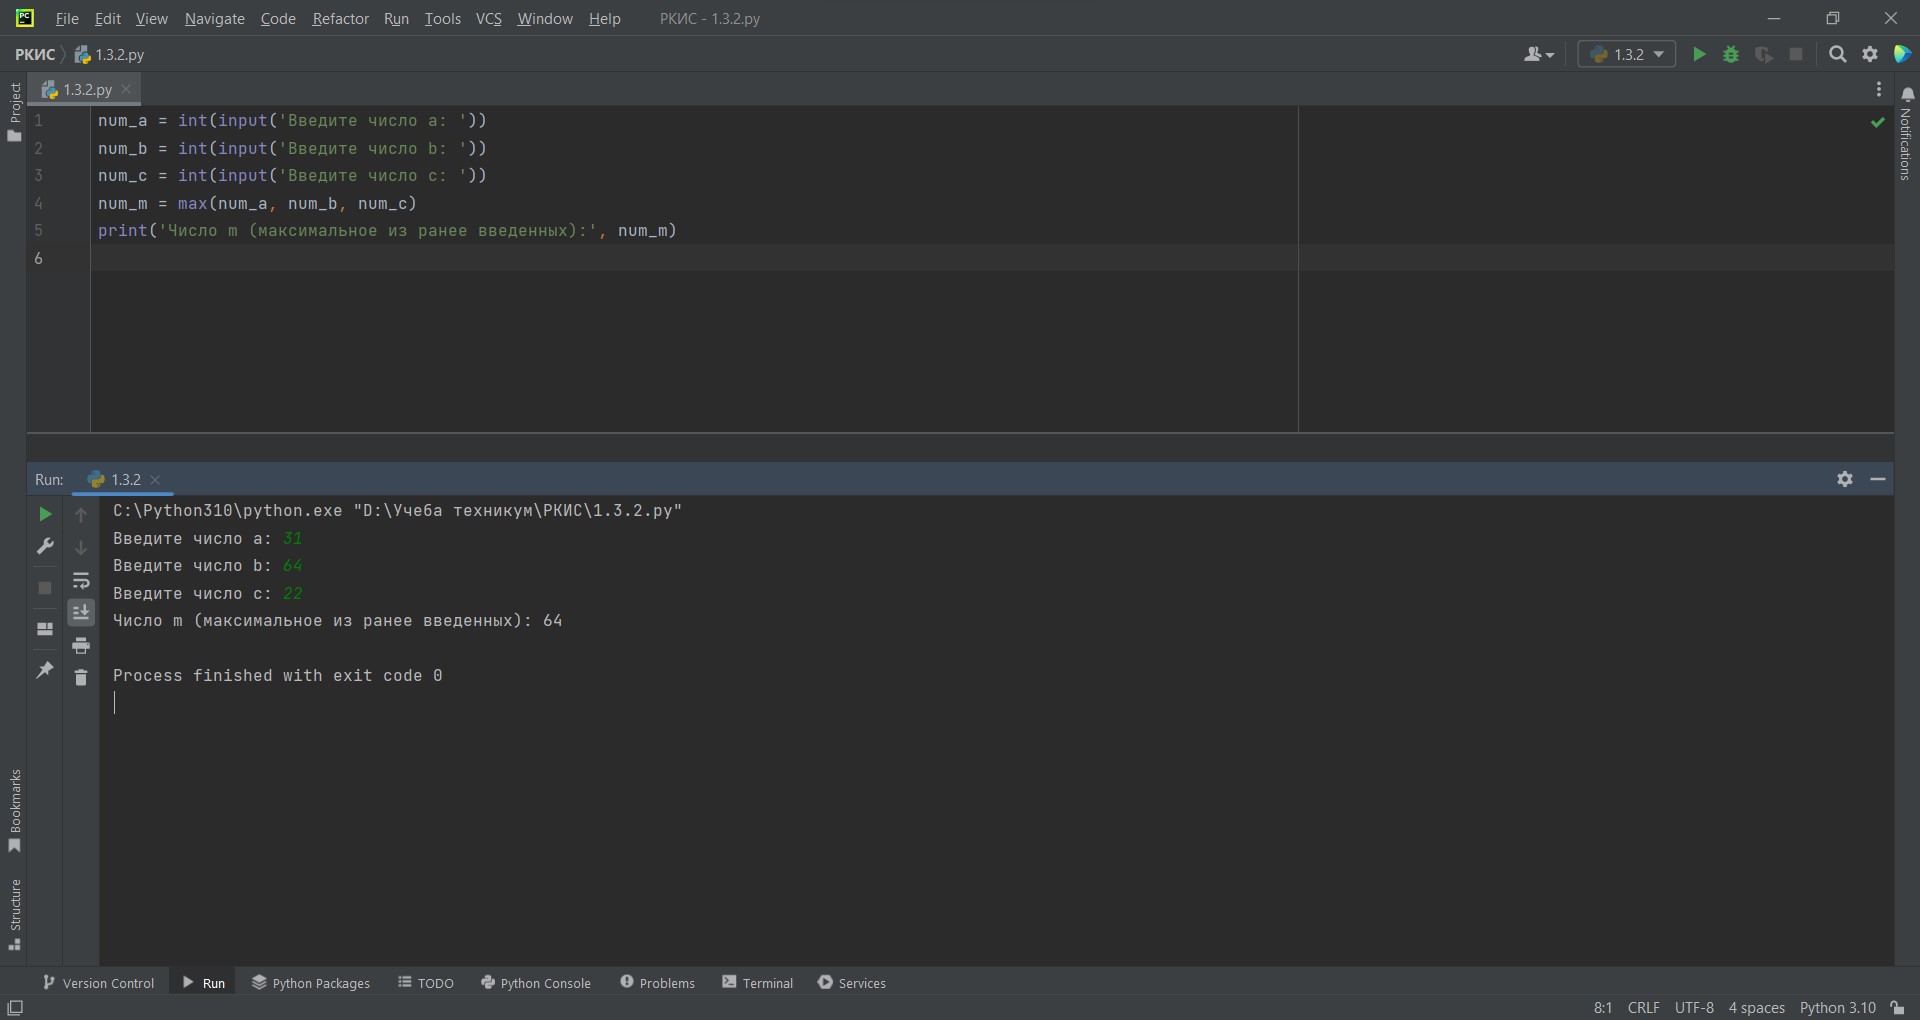 PC File Edit View Navigate Code Refactor Run Tools VCS Window Help РКИС - 1.3.2.py
РКИС 1.3.2.py 1.3.2
Project
1.3.2.py
Notifications
1 num_a = int(input('Введите число a: '))
2 num_b = int(input('Введите число b: '))
3 num_c = int(input('Введите число c: '))
4 num_m = max(num_a, num_b, num_c)
5 print('Число m (максимальное из ранее введенных):', num_m)
6
Run: 1.3.2
C:\Python310\python.exe "D:\Учеба техникум\РКИС\1.3.2.py"
Введите число a: 31
Введите число b: 64
Введите число c: 22
Число m (максимальное из ранее введенных): 64
Process finished with exit code 0
Bookmarks
Structure
Version Control Run Python Packages TODO Python Console Problems Terminal Services
8:1 CRLF UTF-8 4 spaces Python 3.10